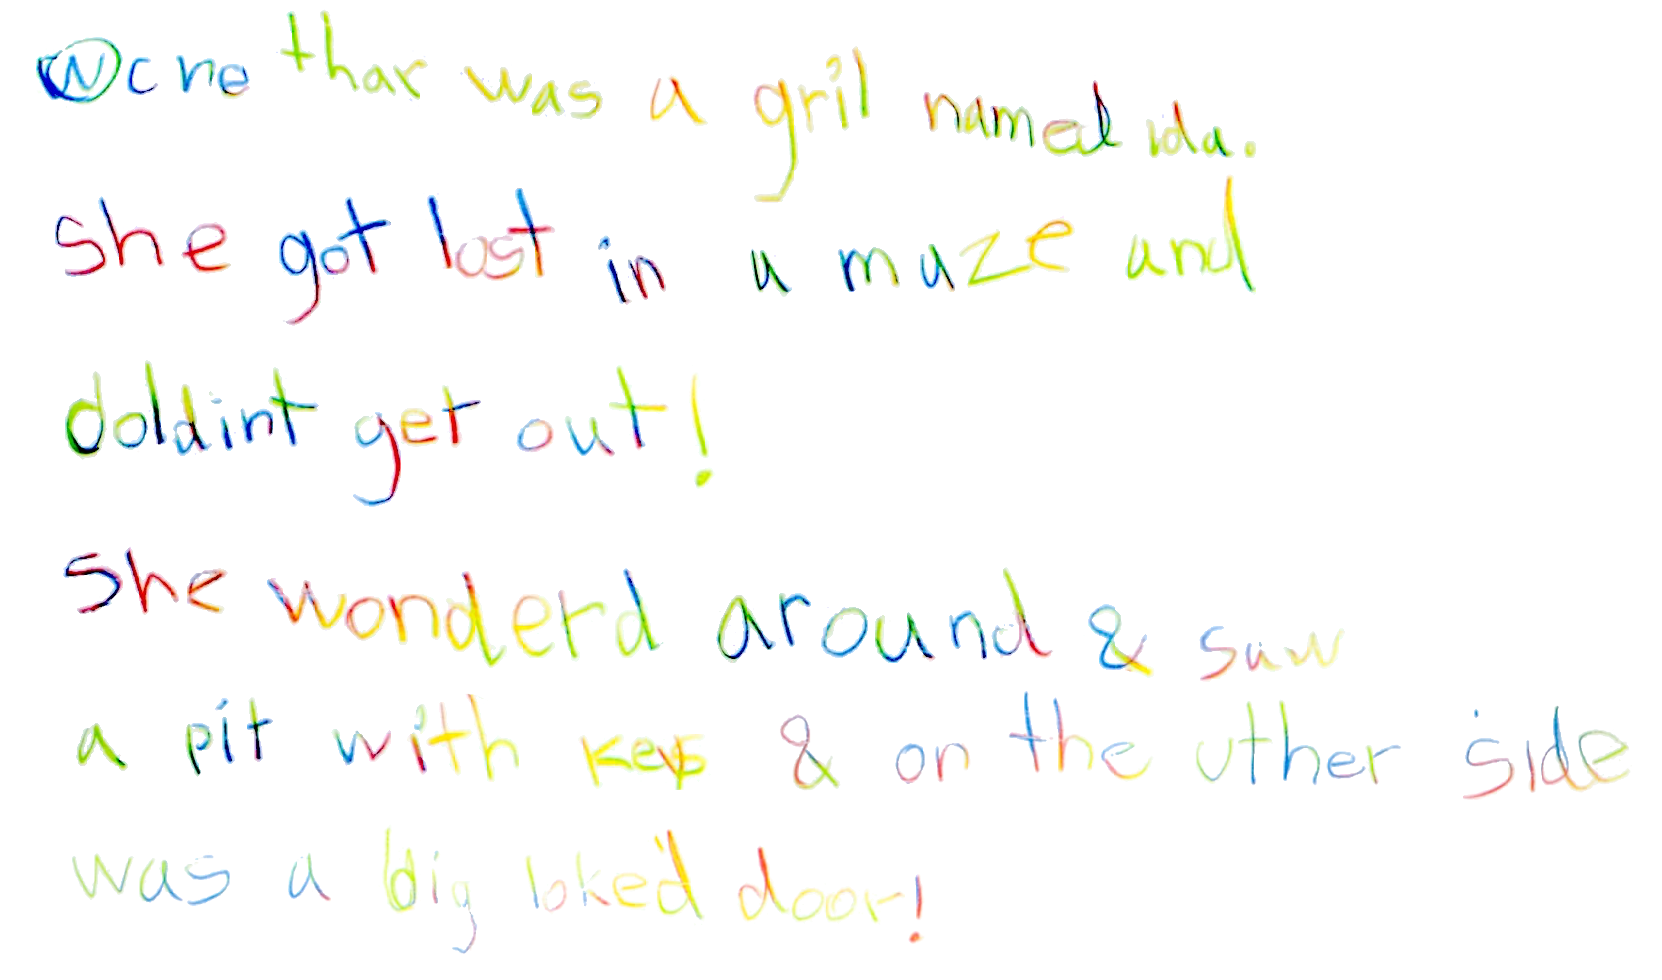 Wcne thar was a gril named ida.
She got lost in a maze and
doldint get out!
She wonderd around & saw
a pit with keys & on the uther side
was a big loked door!